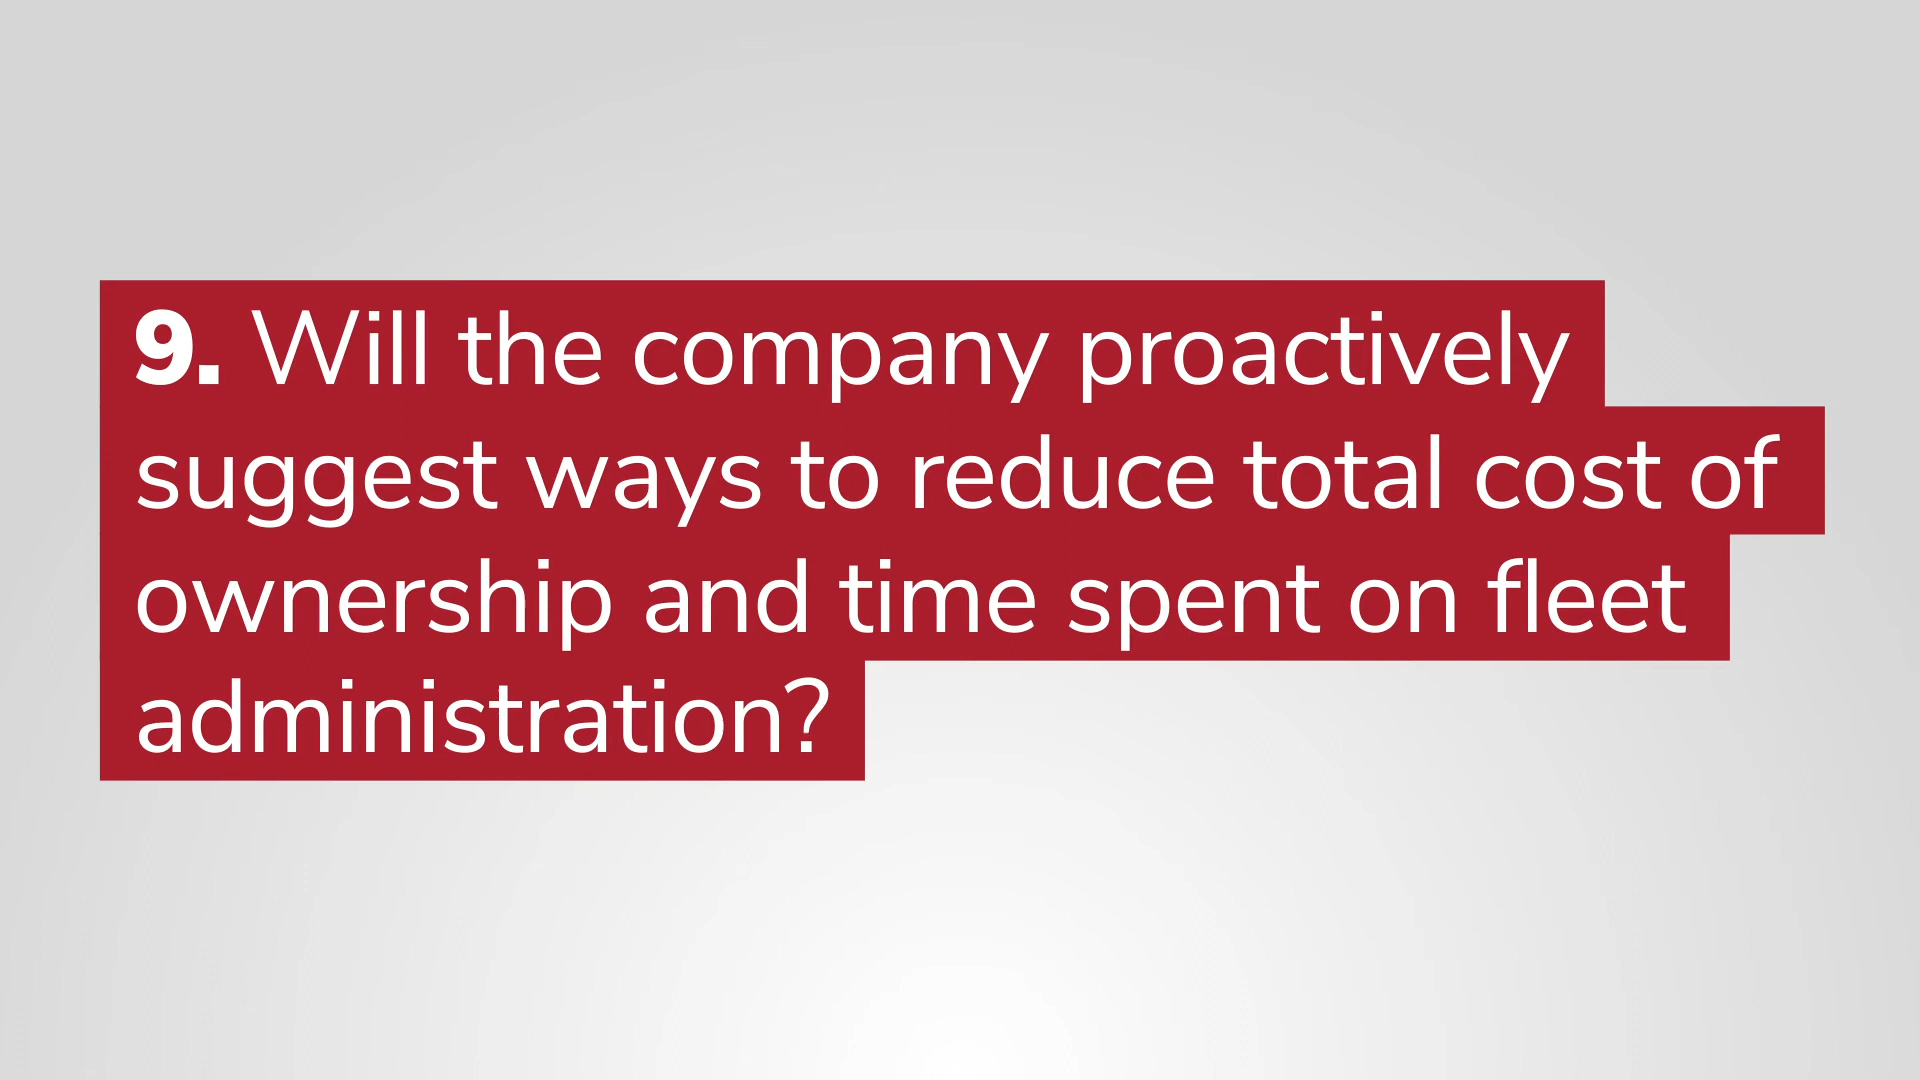 9. Will the company proactively
suggest ways to reduce total cost of
ownership and time spent on fleet
administration?